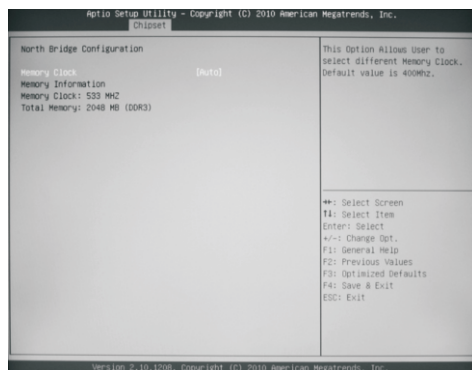 Aptio Setup Utility - Copyright (C) 2010 American Megatrends, Inc.
Chipset
North Bridge Configuration
Memory Clock [Auto]
Memory Information
Memory Clock: 533 MHZ
Total Memory: 2048 MB (DDR3)
This Option Allows User to
select different Memory Clock.
Default value is 400Mhz.
→←: Select Screen
↑↓: Select Item
Enter: Select
+/-: Change Opt.
F1: General Help
F2: Previous Values
F3: Optimized Defaults
F4: Save & Exit
ESC: Exit
Version 2.10.1208. Copyright (C) 2010 American Megatrends, Inc.